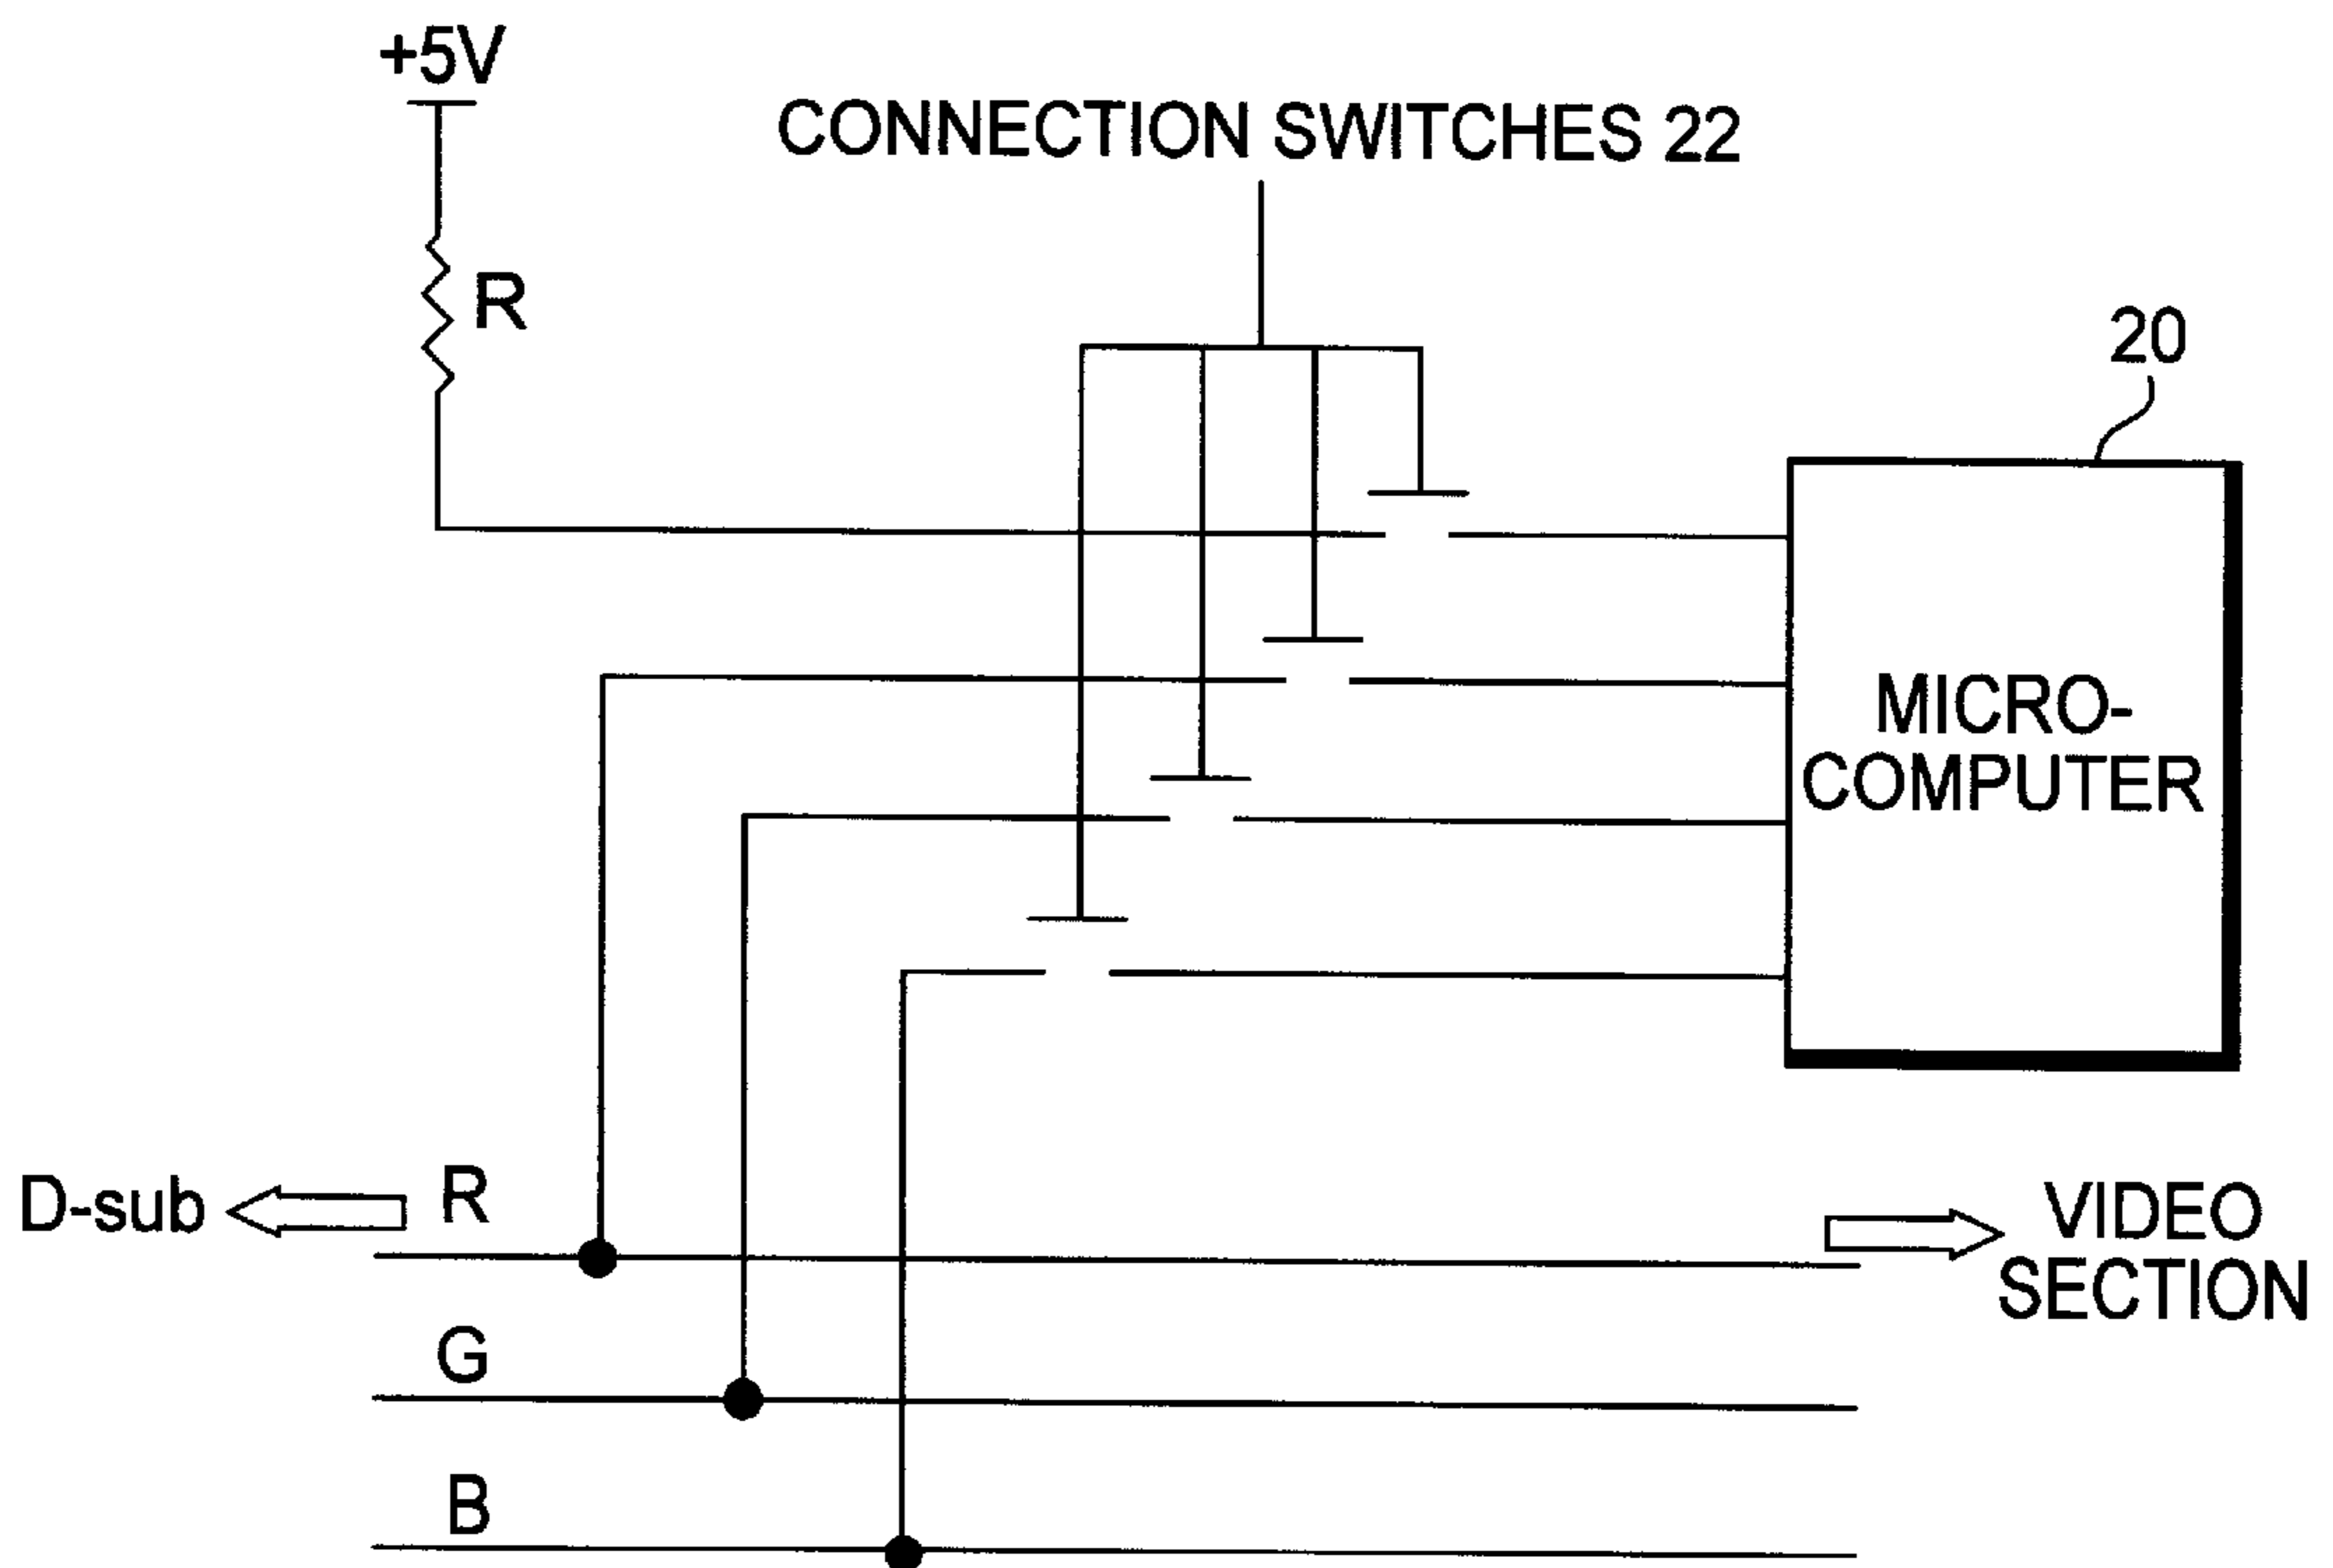 +5V
CONNECTION SWITCHES 22
R
20
MICRO-
COMPUTER
D-sub
R
VIDEO
SECTION
G
B